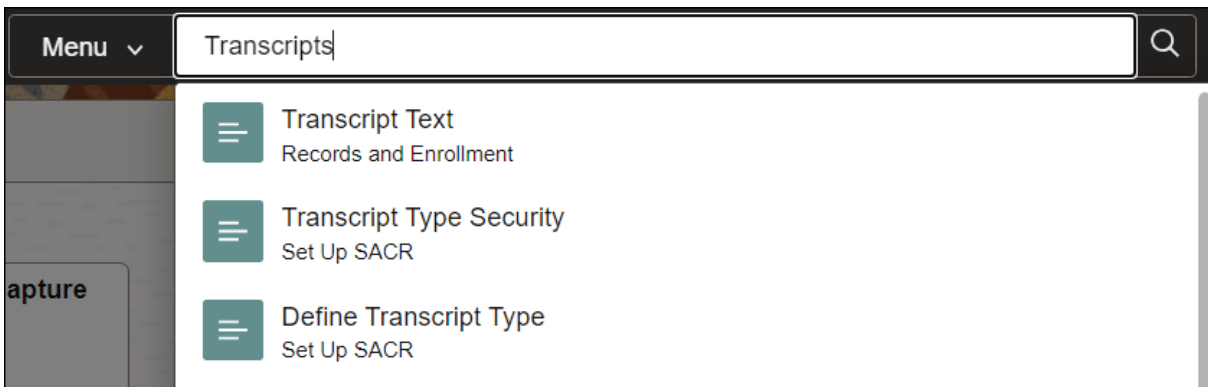 Menu
Transcripts
Transcript Text
Records and Enrollment
Transcript Type Security
Set Up SACR
apture
Define Transcript Type
Set Up SACR